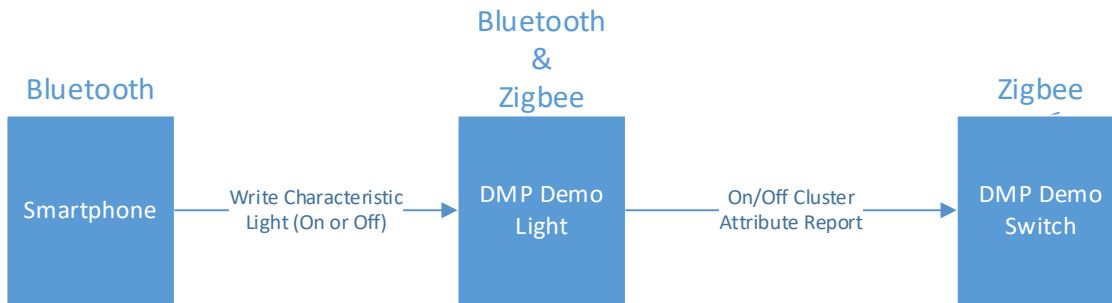 Bluetooth
Bluetooth
&
Zigbee
Zigbee
Smartphone
Write Characteristic
Light (On or Off)
DMP Demo
Light
On/Off Cluster
Attribute Report
DMP Demo
Switch